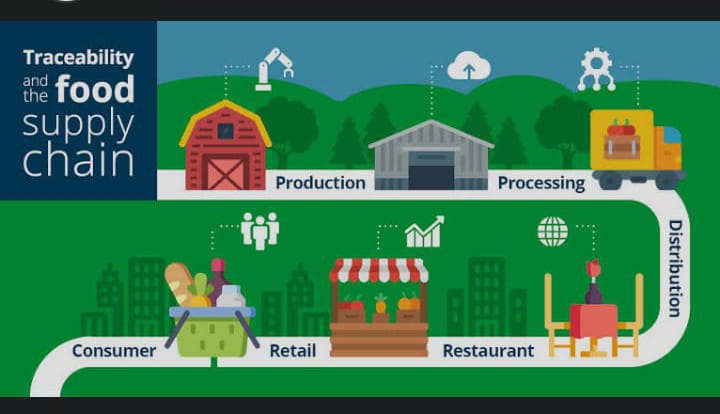 Traceability
and
the food
supply
chain
Production
Processing
Distribution
Restaurant
Retail
Consumer